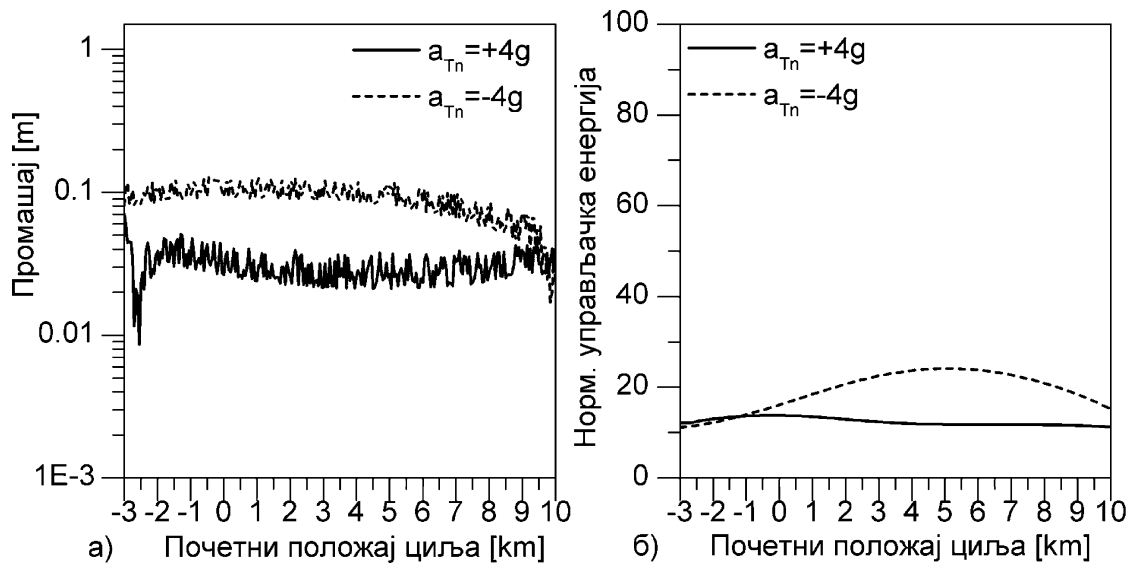 Промашај [m]
1
0.1
0.01
1E-3
a_Tn=+4g
a_Tn=-4g
-3 -2 -1 0 1 2 3 4 5 6 7 8 9 10
а) Почетни положај циља [km]
Норм. управљачка енергија
100
80
60
40
20
0
a_Tn=+4g
a_Tn=-4g
-3 -2 -1 0 1 2 3 4 5 6 7 8 9 10
б) Почетни положај циља [km]